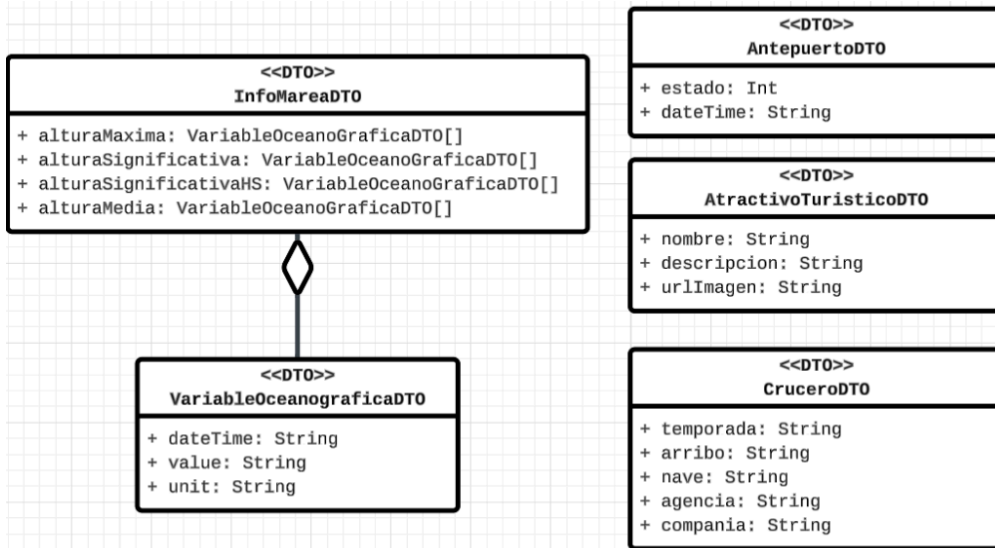 <<DTO>>
InfoMareaDTO
+ alturaMaxima: VariableOceanoGraficaDTO[]
+ alturaSignificativa: VariableOceanoGraficaDTO[]
+ alturaSignificativaHS: VariableOceanoGraficaDTO[]
+ alturaMedia: VariableOceanoGraficaDTO[]
<<DTO>>
VariableOceanograficaDTO
+ dateTime: String
+ value: String
+ unit: String
<<DTO>>
AntepuertoDTO
+ estado: Int
+ dateTime: String
<<DTO>>
AtractivoTuristicoDTO
+ nombre: String
+ descripcion: String
+ urlImagen: String
<<DTO>>
CruceroDTO
+ temporada: String
+ arribo: String
+ nave: String
+ agencia: String
+ compania: String